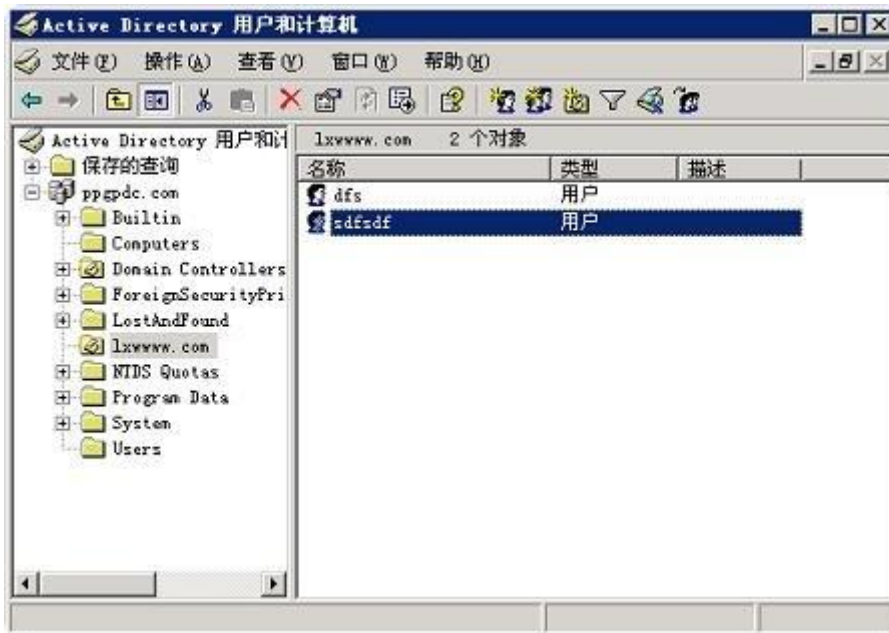 Active Directory 用户和计算机
文件(F) 操作(A) 查看(V) 窗口(W) 帮助(H)
Active Directory 用户和计
lxwwww.com 2 个对象
保存的查询
名称 类型 描述
ppgpdc.com
dfs 用户
Builtin
sdfsdf 用户
Computers
Domain Controllers
ForeignSecurityPri
LostAndFound
lxwwww.com
NTDS Quotas
Program Data
System
Users